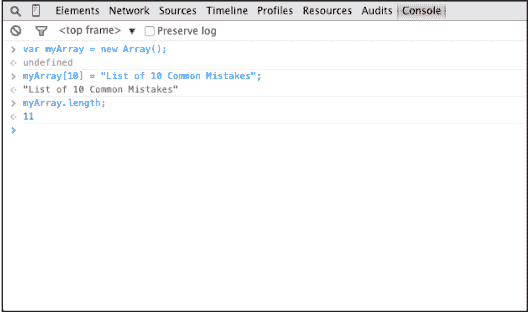 Elements Network Sources Timeline Profiles Resources Audits Console
<top frame> ▼ Preserve log
> var myArray = new Array();
< undefined
> myArray[10] = "List of 10 Common Mistakes";
< "List of 10 Common Mistakes"
> myArray.length;
< 11
>